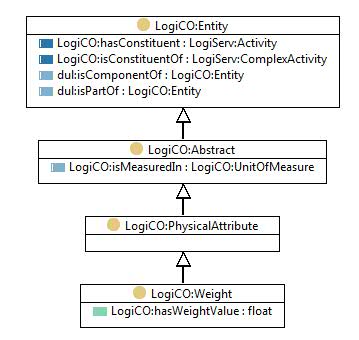 LogiCO:Entity
LogiCO:hasConstituent : LogiServ:Activity
LogiCO:isConstituentOf : LogiServ:ComplexActivity
dul:isComponentOf : LogiCO:Entity
dul:isPartOf : LogiCO:Entity
LogiCO:Abstract
LogiCO:isMeasuredIn : LogiCO:UnitOfMeasure
LogiCO:PhysicalAttribute
LogiCO:Weight
LogiCO:hasWeightValue : float